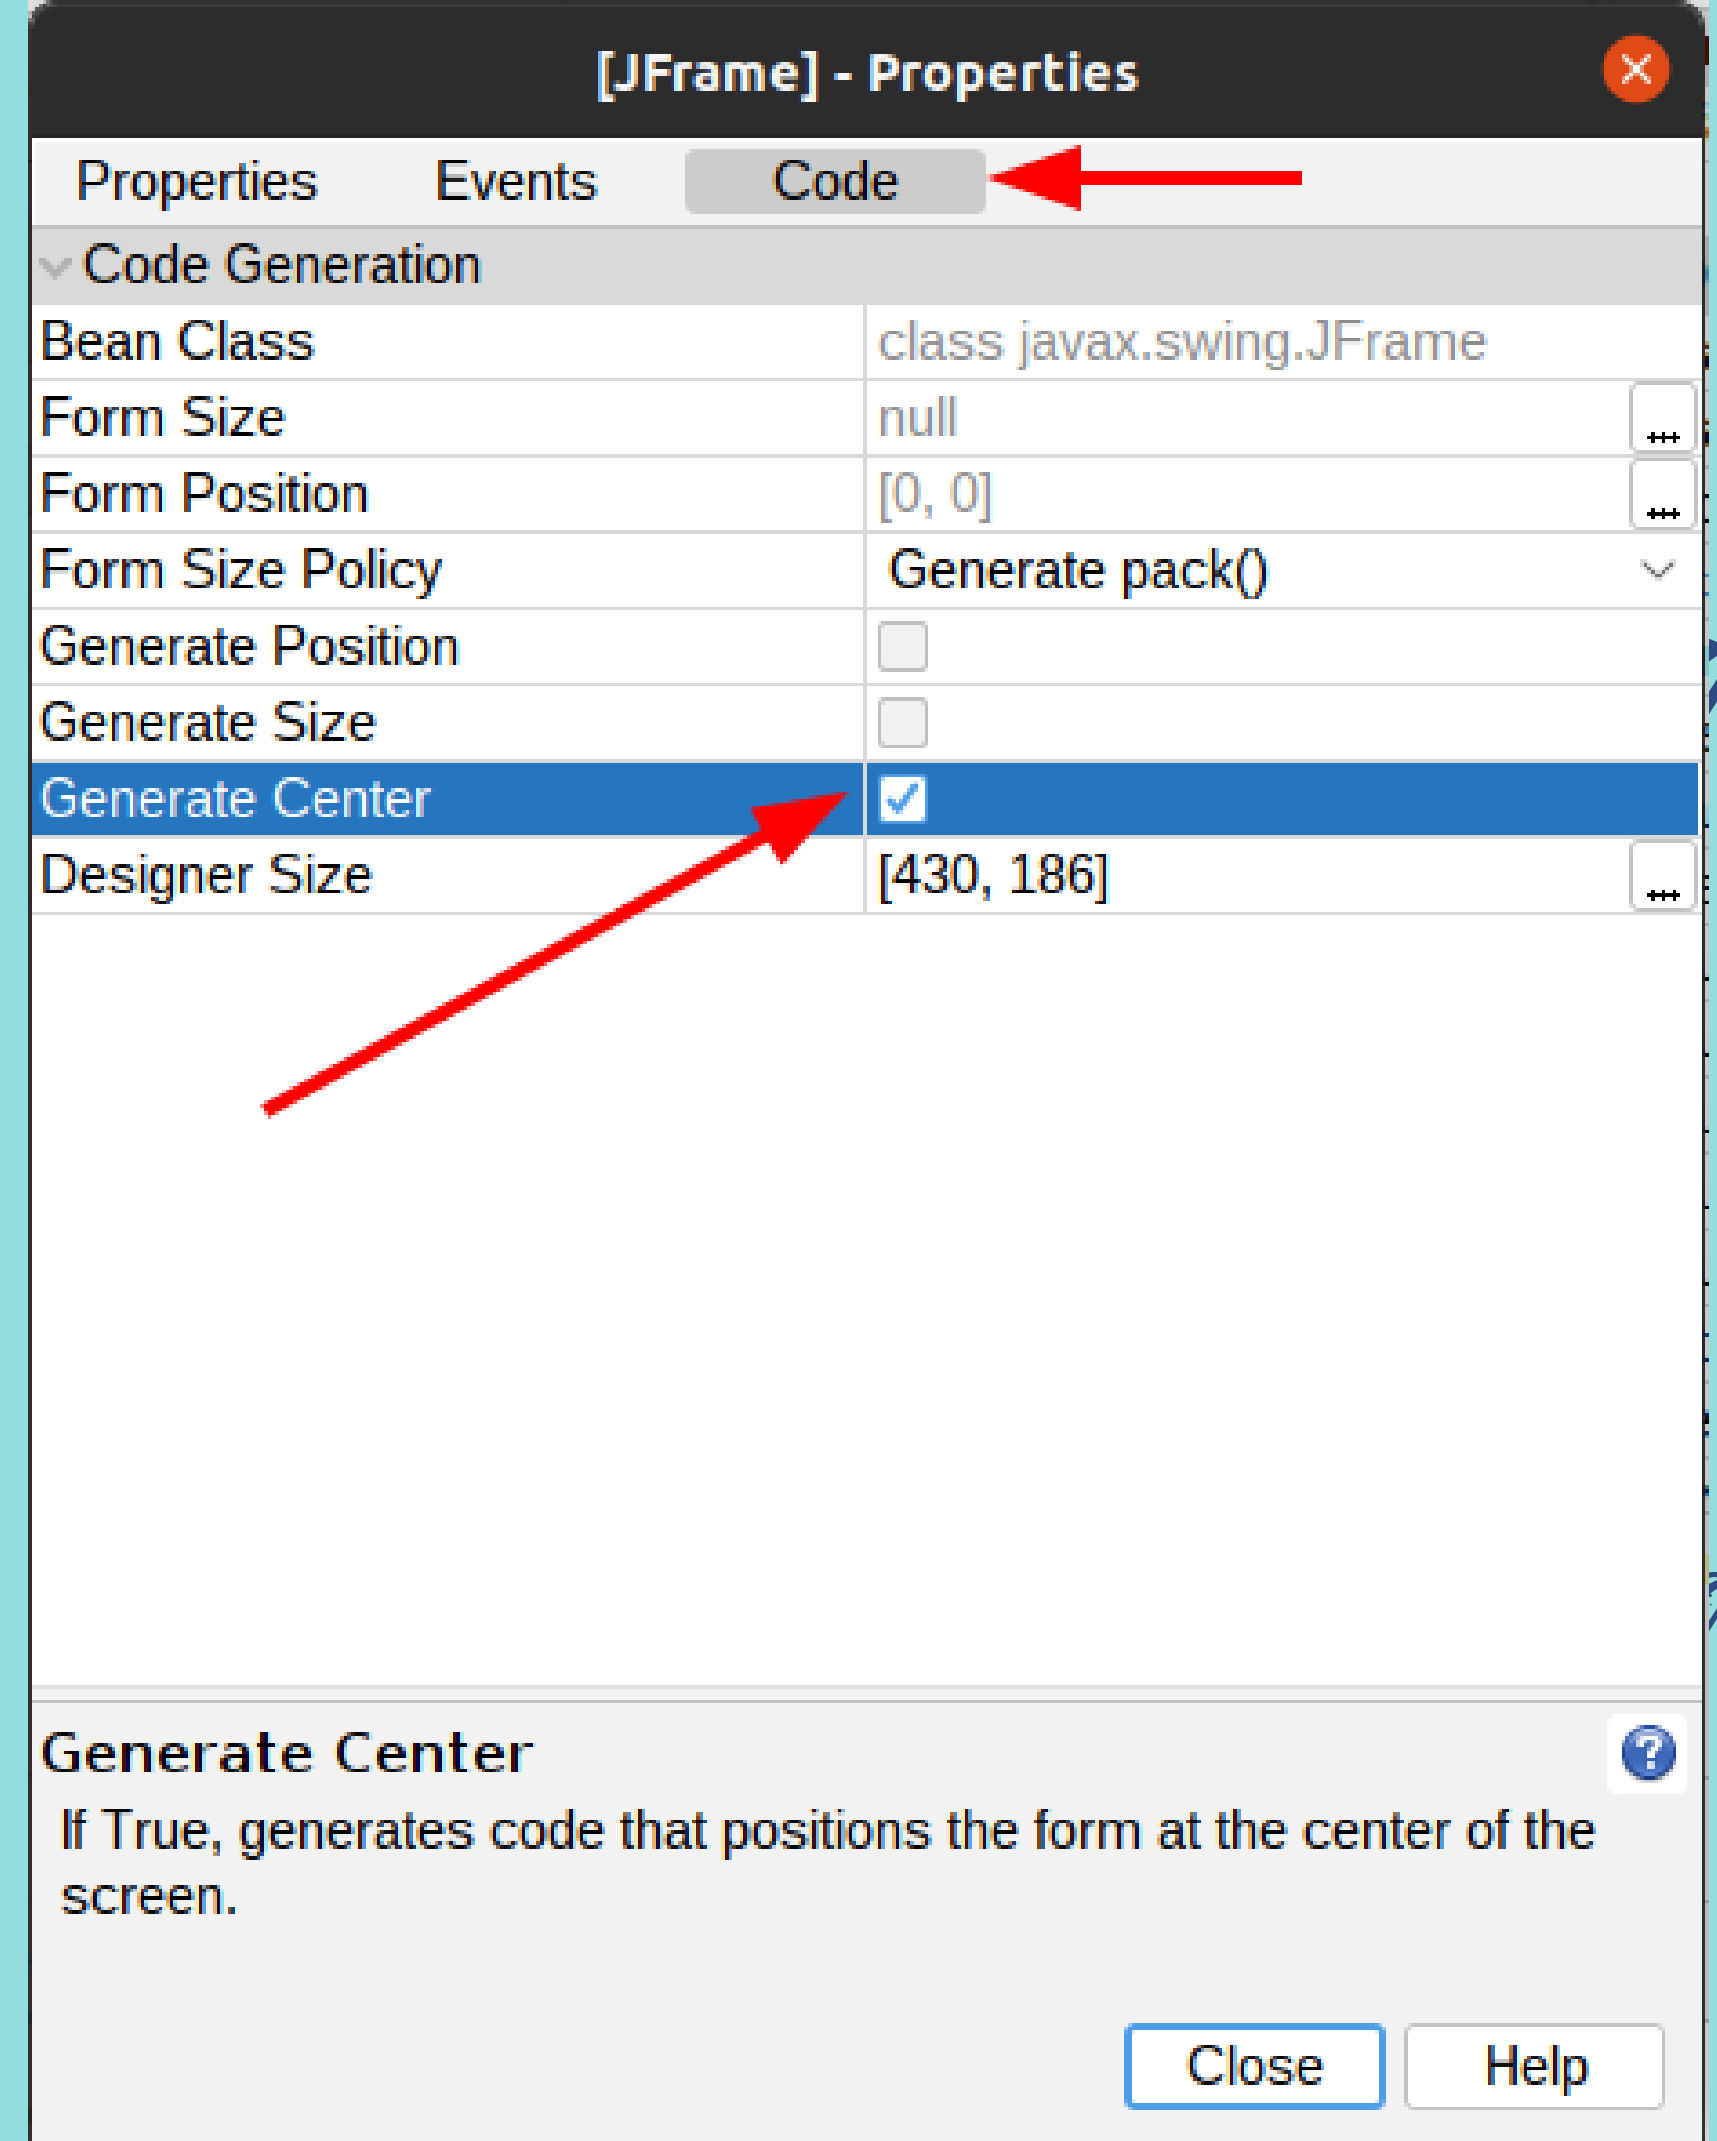 [JFrame] - Properties
Properties Events Code
Code Generation
Bean Class class javax.swing.JFrame
Form Size null ...
Form Position [0, 0] ...
Form Size Policy Generate pack()
Generate Position
Generate Size
Generate Center
Designer Size [430, 186] ...
Generate Center
If True, generates code that positions the form at the center of the
screen.
Close Help